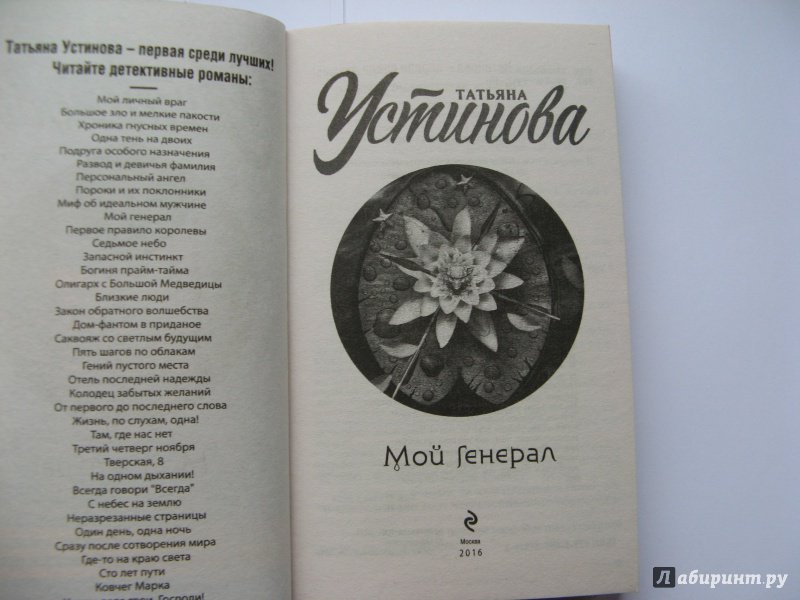 Татьяна Устинова – первая среди лучших!
Читайте детективные романы:
Мой личный враг
Большое зло и мелкие пакости
Хроника гнусных времен
Одна тень на двоих
Подруга особого назначения
Развод и девичья фамилия
Персональный ангел
Пороки и их поклонники
Миф об идеальном мужчине
Мой генерал
Первое правило королевы
Седьмое небо
Запасной инстинкт
Богиня прайм-тайма
Олигарх с Большой Медведицы
Близкие люди
Закон обратного волшебства
Дом-фантом в приданое
Саквояж со светлым будущим
Пять шагов по облакам
Гений пустого места
Отель последней надежды
Колодец забытых желаний
От первого до последнего слова
Жизнь, по слухам, одна!
Там, где нас нет
Третий четверг ноября
Тверская, 8
На одном дыхании!
Всегда говори "Всегда"
С небес на землю
Неразрезанные страницы
Один день, одна ночь
Сразу после сотворения мира
Где-то на краю света
Сто лет пути
Ковчег Марка
Господи!
ТАТЬЯНА
Устинова
Мой генерал
Москва
2016
Лабиринт.ру